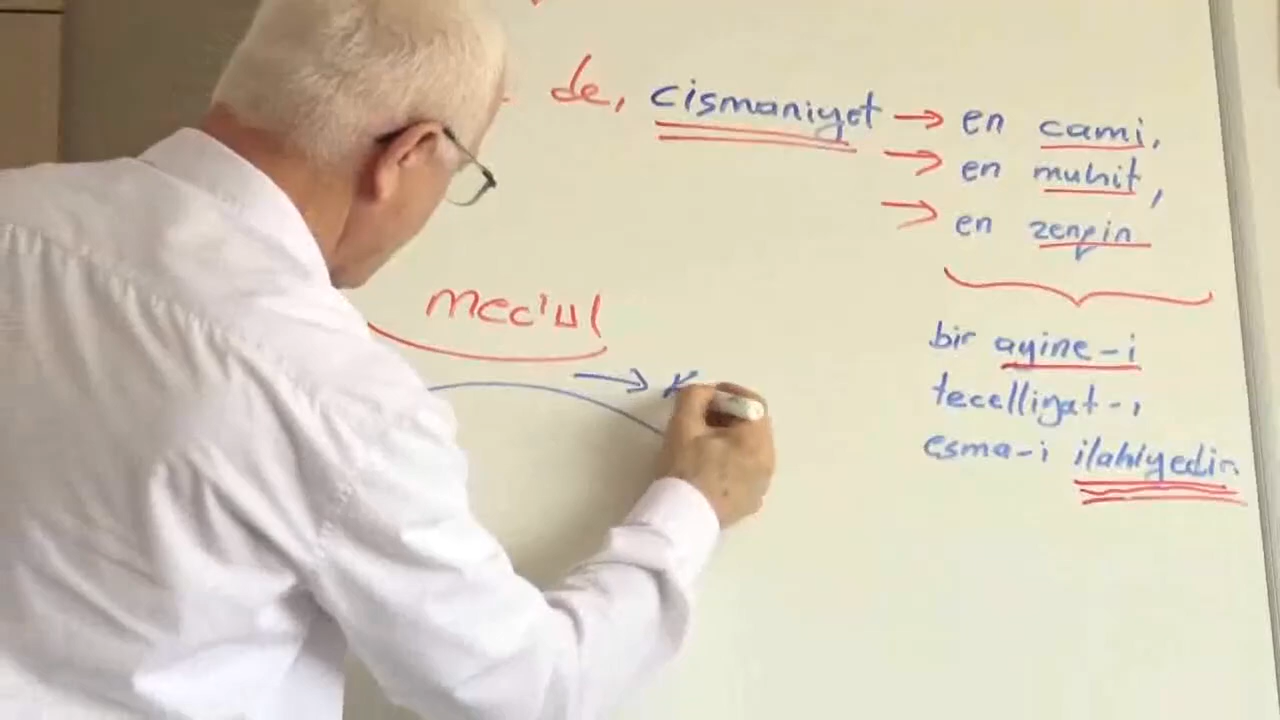 de, cismaniyet → en cami,
→ en muhit,
→ en zengin
bir ayine-i
tecelliyat-ı
esma-i ilahiyedir
mec'ul
→ K